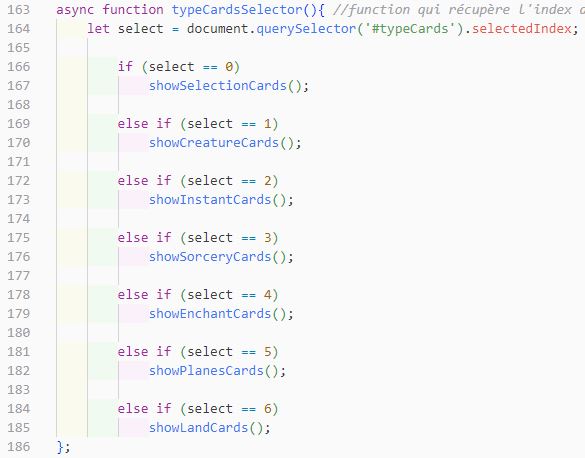 163 async function typeCardsSelector(){ //function qui récupère l'index
164     let select = document.querySelector('#typeCards').selectedIndex;
165
166         if (select == 0)
167             showSelectionCards();
168
169         else if (select == 1)
170             showCreatureCards();
171
172         else if (select == 2)
173             showInstantCards();
174
175         else if (select == 3)
176             showSorceryCards();
177
178         else if (select == 4)
179             showEnchantCards();
180
181         else if (select == 5)
182             showPlanesCards();
183
184         else if (select == 6)
185             showLandCards();
186 };